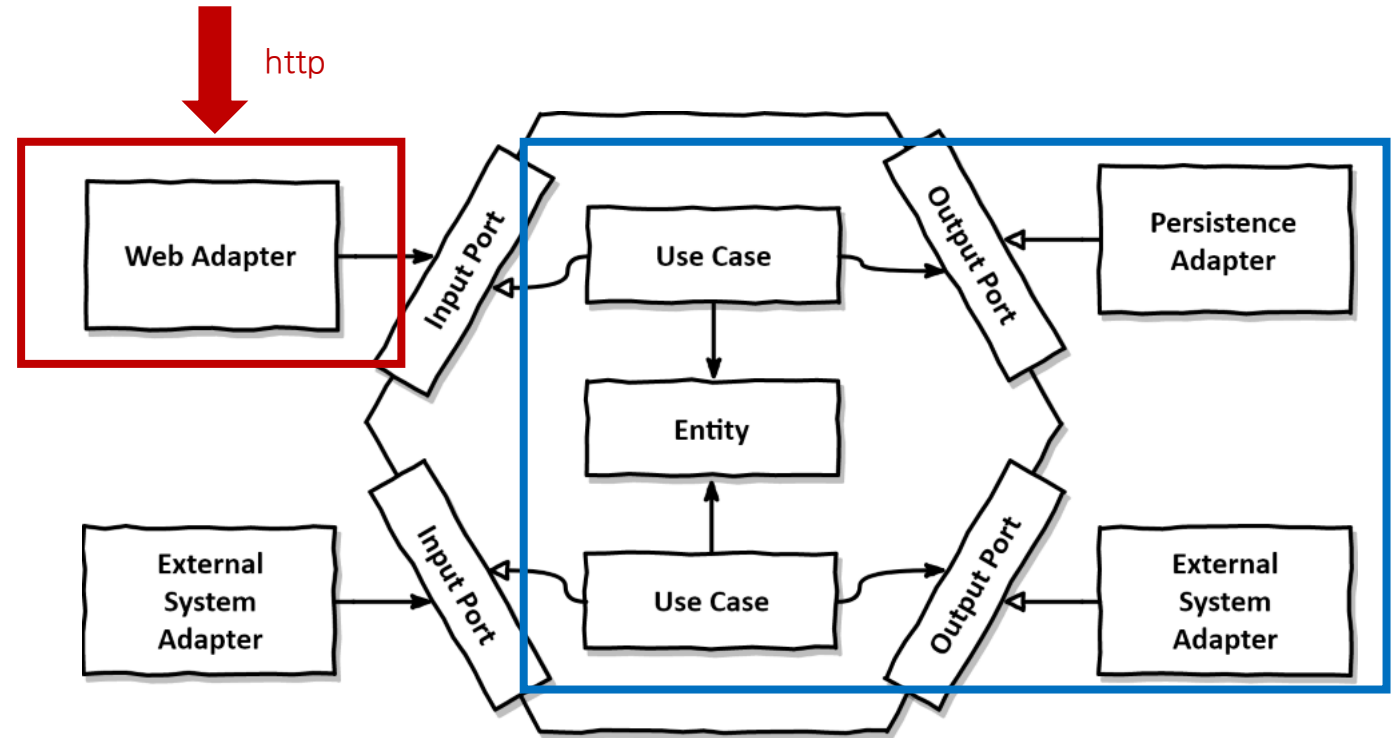 http
Web Adapter
Input Port
Use Case
Output Port
Persistence
Adapter
Entity
External
System
Adapter
Input Port
Use Case
Output Port
External
System
Adapter